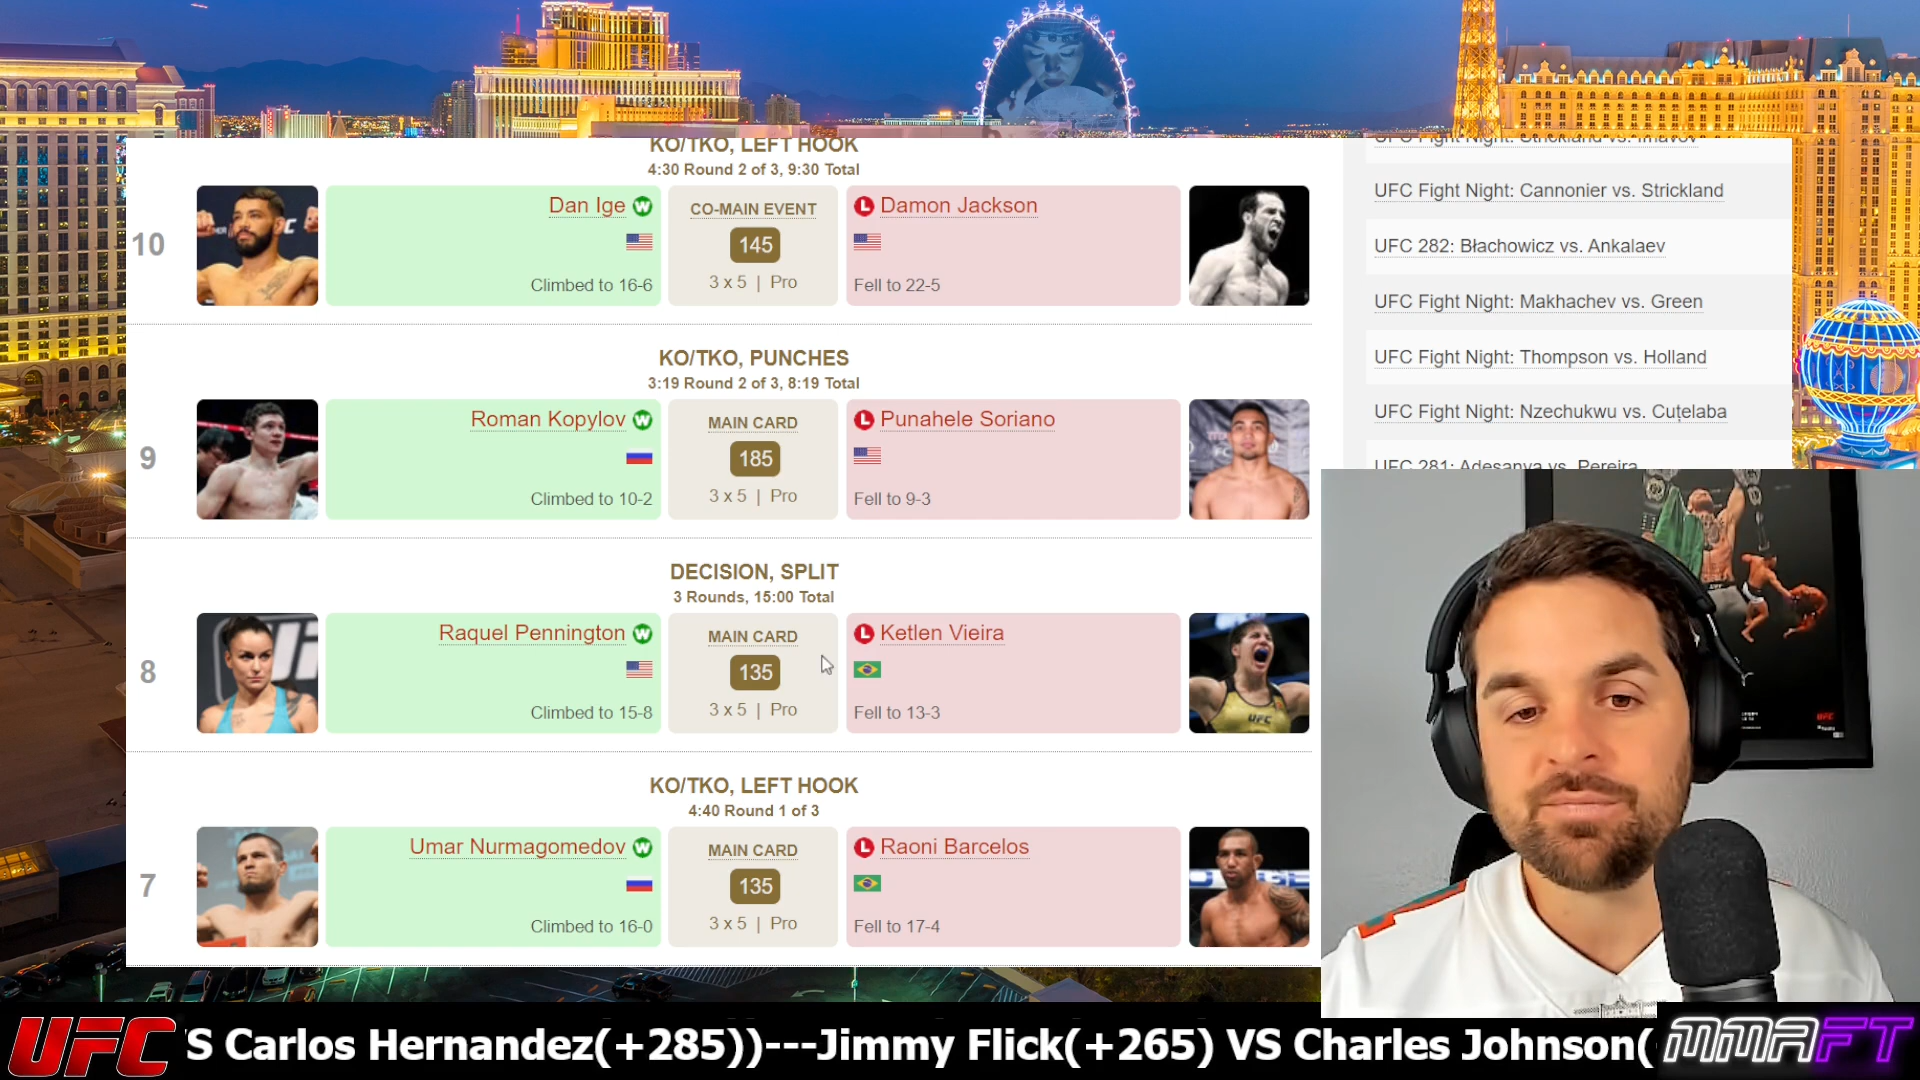 KO/TKO, LEFT HOOK
4:30 Round 2 of 3, 9:30 Total
10
Dan Ige W
Climbed to 16-6
CO-MAIN EVENT
145
3 x 5 | Pro
L Damon Jackson
Fell to 22-5
KO/TKO, PUNCHES
3:19 Round 2 of 3, 8:19 Total
9
Roman Kopylov W
Climbed to 10-2
MAIN CARD
185
3 x 5 | Pro
L Punahele Soriano
Fell to 9-3
DECISION, SPLIT
3 Rounds, 15:00 Total
8
Raquel Pennington W
Climbed to 15-8
MAIN CARD
135
3 x 5 | Pro
L Ketlen Vieira
Fell to 13-3
UFC
KO/TKO, LEFT HOOK
4:40 Round 1 of 3
7
Umar Nurmagomedov W
Climbed to 16-0
MAIN CARD
135
3 x 5 | Pro
L Raoni Barcelos
Fell to 17-4
UFC Fight Night: Strickland vs. Imavov
UFC Fight Night: Cannonier vs. Strickland
UFC 282: Błachowicz vs. Ankalaev
UFC Fight Night: Makhachev vs. Green
UFC Fight Night: Thompson vs. Holland
UFC Fight Night: Nzechukwu vs. Cuțelaba
UFC 281: Adesanya vs. Pereira
UFC
UFC
'S Carlos Hernandez(+285))---Jimmy Flick(+265) VS Charles Johnson(
MMAFT